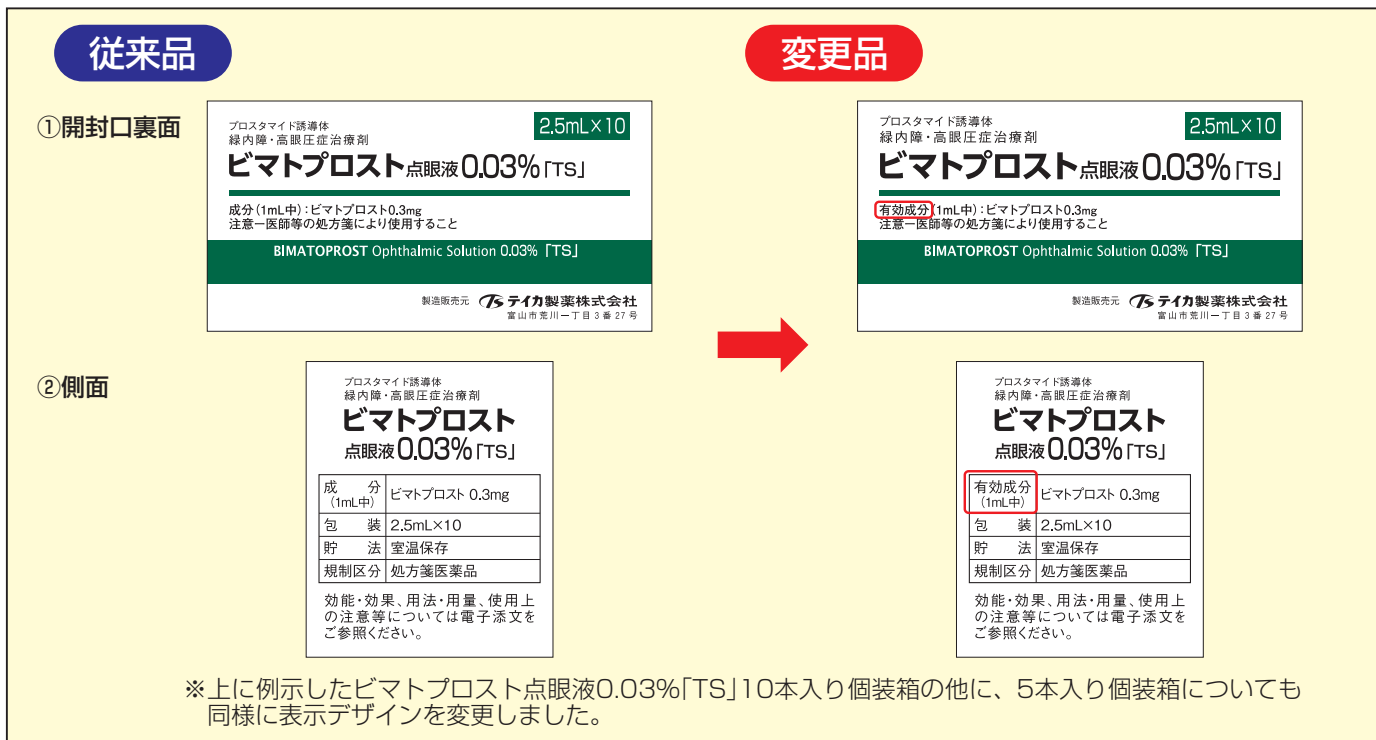 従来品
変更品
①開封口裏面
プロスタマイド誘導体
緑内障・高眼圧症治療剤
2.5mL×10
ビマトプロスト点眼液0.03%「TS」
成分(1mL中):ビマトプロスト0.3mg
注意ー医師等の処方箋により使用すること
BIMATOPROST Ophthalmic Solution 0.03%「TS」
製造販売元 Ts テイカ製薬株式会社
富山市荒川一丁目3番27号
プロスタマイド誘導体
緑内障・高眼圧症治療剤
2.5mL×10
ビマトプロスト点眼液0.03%「TS」
有効成分(1mL中):ビマトプロスト0.3mg
注意ー医師等の処方箋により使用すること
BIMATOPROST Ophthalmic Solution 0.03%「TS」
製造販売元 Ts テイカ製薬株式会社
富山市荒川一丁目3番27号
②側面
プロスタマイド誘導体
緑内障・高眼圧症治療剤
ビマトプロスト
点眼液0.03%「TS」
成分(1mL中) ビマトプロスト 0.3mg
包装 2.5mL×10
貯法 室温保存
規制区分 処方箋医薬品
効能・効果、用法・用量、使用上
の注意等については電子添文を
ご参照ください。
プロスタマイド誘導体
緑内障・高眼圧症治療剤
ビマトプロスト
点眼液0.03%「TS」
有効成分(1mL中) ビマトプロスト 0.3mg
包装 2.5mL×10
貯法 室温保存
規制区分 処方箋医薬品
効能・効果、用法・用量、使用上
の注意等については電子添文を
ご参照ください。
※上に例示したビマトプロスト点眼液0.03%「TS」10本入り個装箱の他に、5本入り個装箱についても
同様に表示デザインを変更しました。